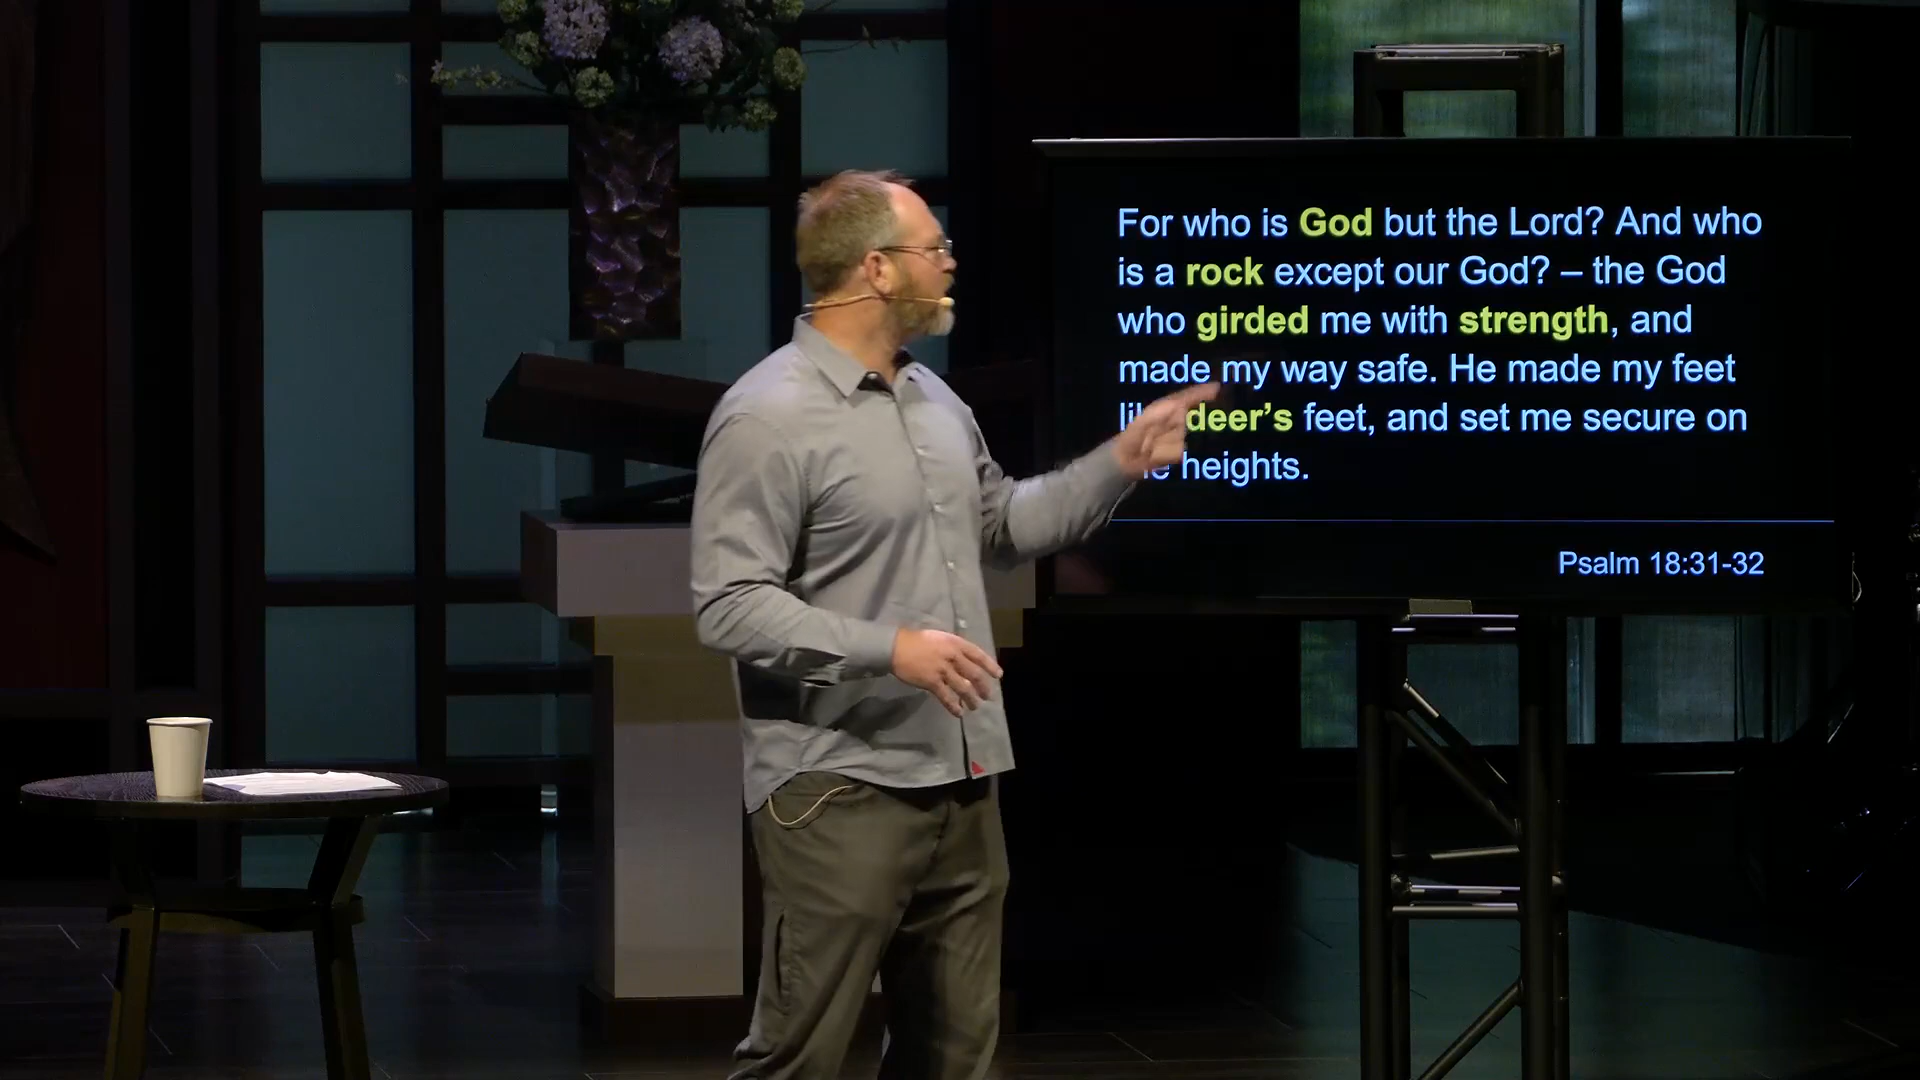 For who is God but the Lord? And who
is a rock except our God? – the God
who girded me with strength, and
made my way safe. He made my feet
deer’s feet, and set me secure on
heights.
Psalm 18:31-32